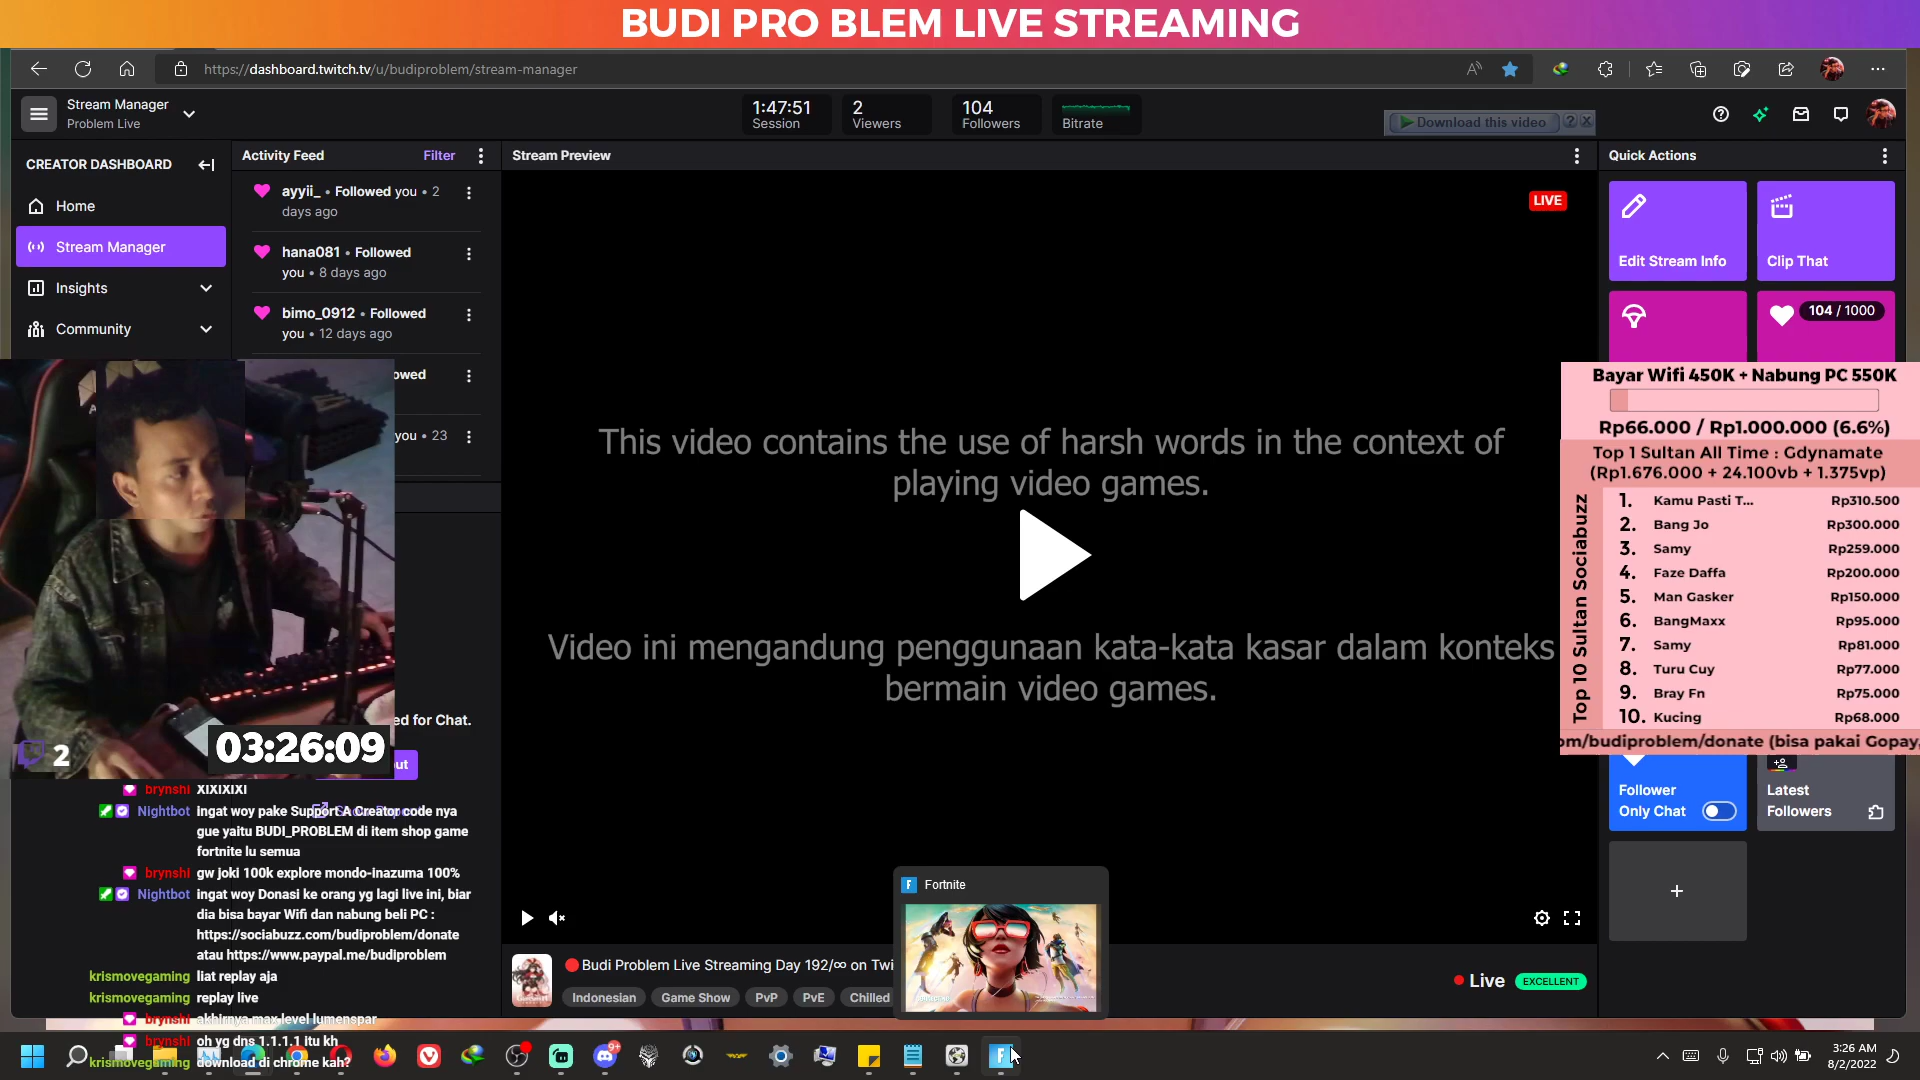 BUDI PRO BLEM LIVE STREAMING
https://dashboard.twitch.tv/u/budiproblem/stream-manager
Stream Manager
Problem Live
1:47:51
Session
2
Viewers
104
Followers
Bitrate
Download this video
CREATOR DASHBOARD
Home
Stream Manager
Insights
Community
Activity Feed
Filter
ayyii_ • Followed you • 2
days ago
hana081 • Followed
you • 8 days ago
bimo_0912 • Followed
you • 12 days ago
owed
you • 23
Stream Preview
LIVE
This video contains the use of harsh words in the context of
playing video games.
Video ini mengandung penggunaan kata-kata kasar dalam konteks
bermain video games.
Quick Actions
Edit Stream Info
Clip That
104 / 1000
Bayar Wifi 450K + Nabung PC 550K
Rp66.000 / Rp1.000.000 (6.6%)
Top 1 Sultan All Time : Gdynamate
(Rp1.676.000 + 24.100vb + 1.375vp)
Top 10 Sultan Sociabuzz
1. Kamu Pasti T... Rp310.500
2. Bang Jo Rp300.000
3. Samy Rp259.000
4. Faze Daffa Rp200.000
5. Man Gasker Rp150.000
6. BangMaxx Rp95.000
7. Samy Rp81.000
8. Turu Cuy Rp77.000
9. Bray Fn Rp75.000
10. Kucing Rp68.000
om/budiproblem/donate (bisa pakai Gopay,
Follower
Only Chat
Latest
Followers
2
03:26:09
ed for Chat.
ut
brynshi XIXIXIXI
Nightbot ingat woy pake Support A Creator code nya
gue yaitu BUDI_PROBLEM di item shop game
fortnite lu semua
brynshi gw joki 100k explore mondo-inazuma 100%
Nightbot ingat woy Donasi ke orang yg lagi live ini, biar
dia bisa bayar Wifi dan nabung beli PC :
https://sociabuzz.com/budiproblem/donate
atau https://www.paypal.me/budiproblem
krismovegaming liat replay aja
krismovegaming replay live
brynshi akhirnya max level lumenspar
brynshi oh yg dns 1.1.1.1 itu kh
krismovegaming download di chrome kah?
Fortnite
Budi Problem Live Streaming Day 192/∞ on Twi
Indonesian
Game Show
PvP
PvE
Chilled
Live
EXCELLENT
9+
3:26 AM
8/2/2022